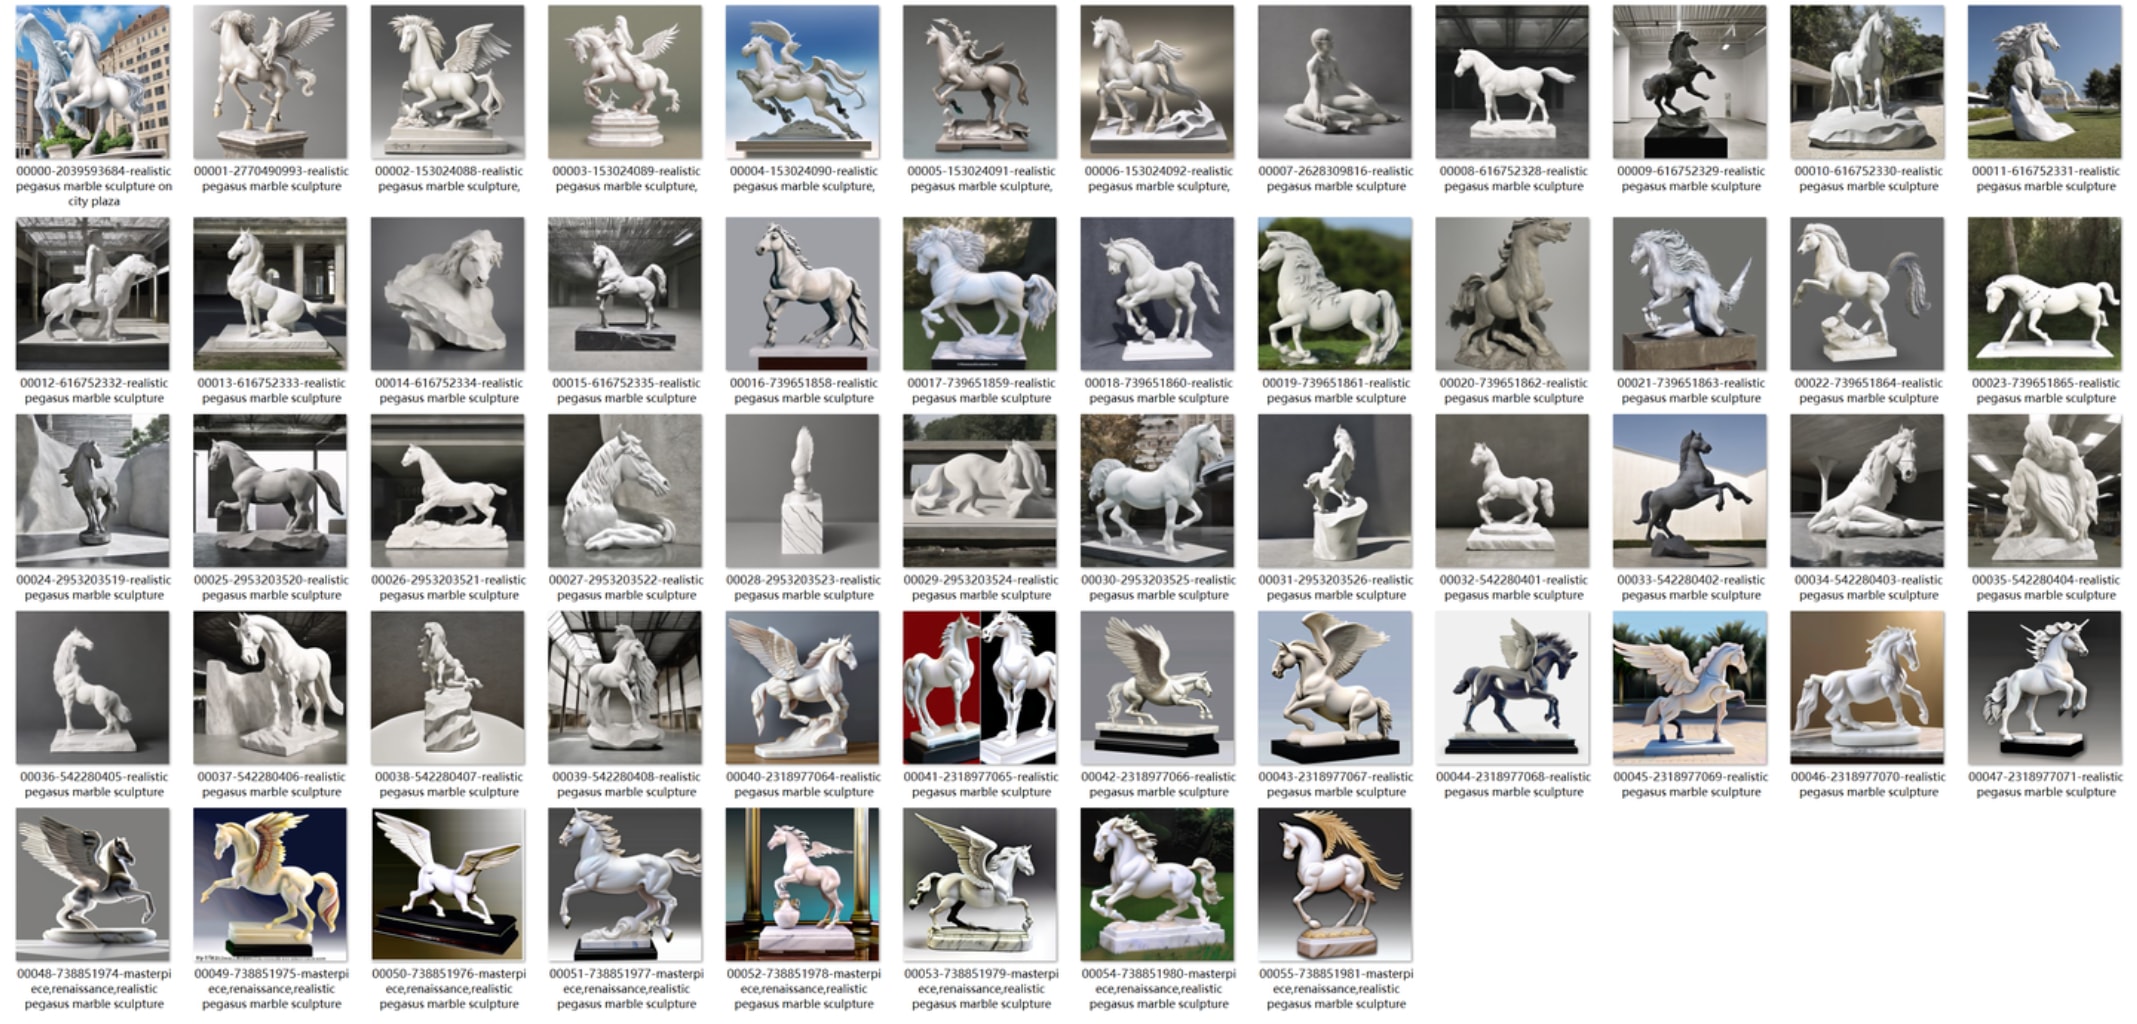 00000-2039593684-realistic
pegasus marble sculpture on
city plaza
00001-2770490993-realistic
pegasus marble sculpture
00002-153024088-realistic
pegasus marble sculpture,
00003-153024089-realistic
pegasus marble sculpture,
00004-153024090-realistic
pegasus marble sculpture,
00005-153024091-realistic
pegasus marble sculpture,
00006-153024092-realistic
pegasus marble sculpture,
00007-2628309816-realistic
pegasus marble sculpture
00008-616752328-realistic
pegasus marble sculpture
00009-616752329-realistic
pegasus marble sculpture
00010-616752330-realistic
pegasus marble sculpture
00011-616752331-realistic
pegasus marble sculpture
00012-616752332-realistic
pegasus marble sculpture
00013-616752333-realistic
pegasus marble sculpture
00014-616752334-realistic
pegasus marble sculpture
00015-616752335-realistic
pegasus marble sculpture
00016-739651858-realistic
pegasus marble sculpture
00017-739651859-realistic
pegasus marble sculpture
00018-739651860-realistic
pegasus marble sculpture
00019-739651861-realistic
pegasus marble sculpture
00020-739651862-realistic
pegasus marble sculpture
00021-739651863-realistic
pegasus marble sculpture
00022-739651864-realistic
pegasus marble sculpture
00023-739651865-realistic
pegasus marble sculpture
00024-2953203519-realistic
pegasus marble sculpture
00025-2953203520-realistic
pegasus marble sculpture
00026-2953203521-realistic
pegasus marble sculpture
00027-2953203522-realistic
pegasus marble sculpture
00028-2953203523-realistic
pegasus marble sculpture
00029-2953203524-realistic
pegasus marble sculpture
00030-2953203525-realistic
pegasus marble sculpture
00031-2953203526-realistic
pegasus marble sculpture
00032-542280401-realistic
pegasus marble sculpture
00033-542280402-realistic
pegasus marble sculpture
00034-542280403-realistic
pegasus marble sculpture
00035-542280404-realistic
pegasus marble sculpture
00036-542280405-realistic
pegasus marble sculpture
00037-542280406-realistic
pegasus marble sculpture
00038-542280407-realistic
pegasus marble sculpture
00039-542280408-realistic
pegasus marble sculpture
00040-2318977064-realistic
pegasus marble sculpture
00041-2318977065-realistic
pegasus marble sculpture
00042-2318977066-realistic
pegasus marble sculpture
00043-2318977067-realistic
pegasus marble sculpture
00044-2318977068-realistic
pegasus marble sculpture
00045-2318977069-realistic
pegasus marble sculpture
00046-2318977070-realistic
pegasus marble sculpture
00047-2318977071-realistic
pegasus marble sculpture
00048-738851974-masterpi
ece,renaissance,realistic
pegasus marble sculpture
00049-738851975-masterpi
ece,renaissance,realistic
pegasus marble sculpture
00050-738851976-masterpi
ece,renaissance,realistic
pegasus marble sculpture
00051-738851977-masterpi
ece,renaissance,realistic
pegasus marble sculpture
00052-738851978-masterpi
ece,renaissance,realistic
pegasus marble sculpture
00053-738851979-masterpi
ece,renaissance,realistic
pegasus marble sculpture
00054-738851980-masterpi
ece,renaissance,realistic
pegasus marble sculpture
00055-738851981-masterpi
ece,renaissance,realistic
pegasus marble sculpture